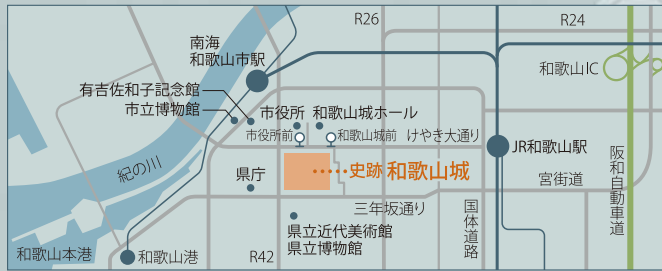 R26
R24
南海
和歌山市駅
和歌山IC
有吉佐和子記念館
市立博物館
市役所
和歌山城ホール
市役所前
和歌山城前
けやき大通り
JR和歌山駅
紀の川
史跡 和歌山城
宮街道
県庁
阪和自動車道
三年坂通り
国体道路
県立近代美術館
県立博物館
和歌山本港
和歌山港
R42